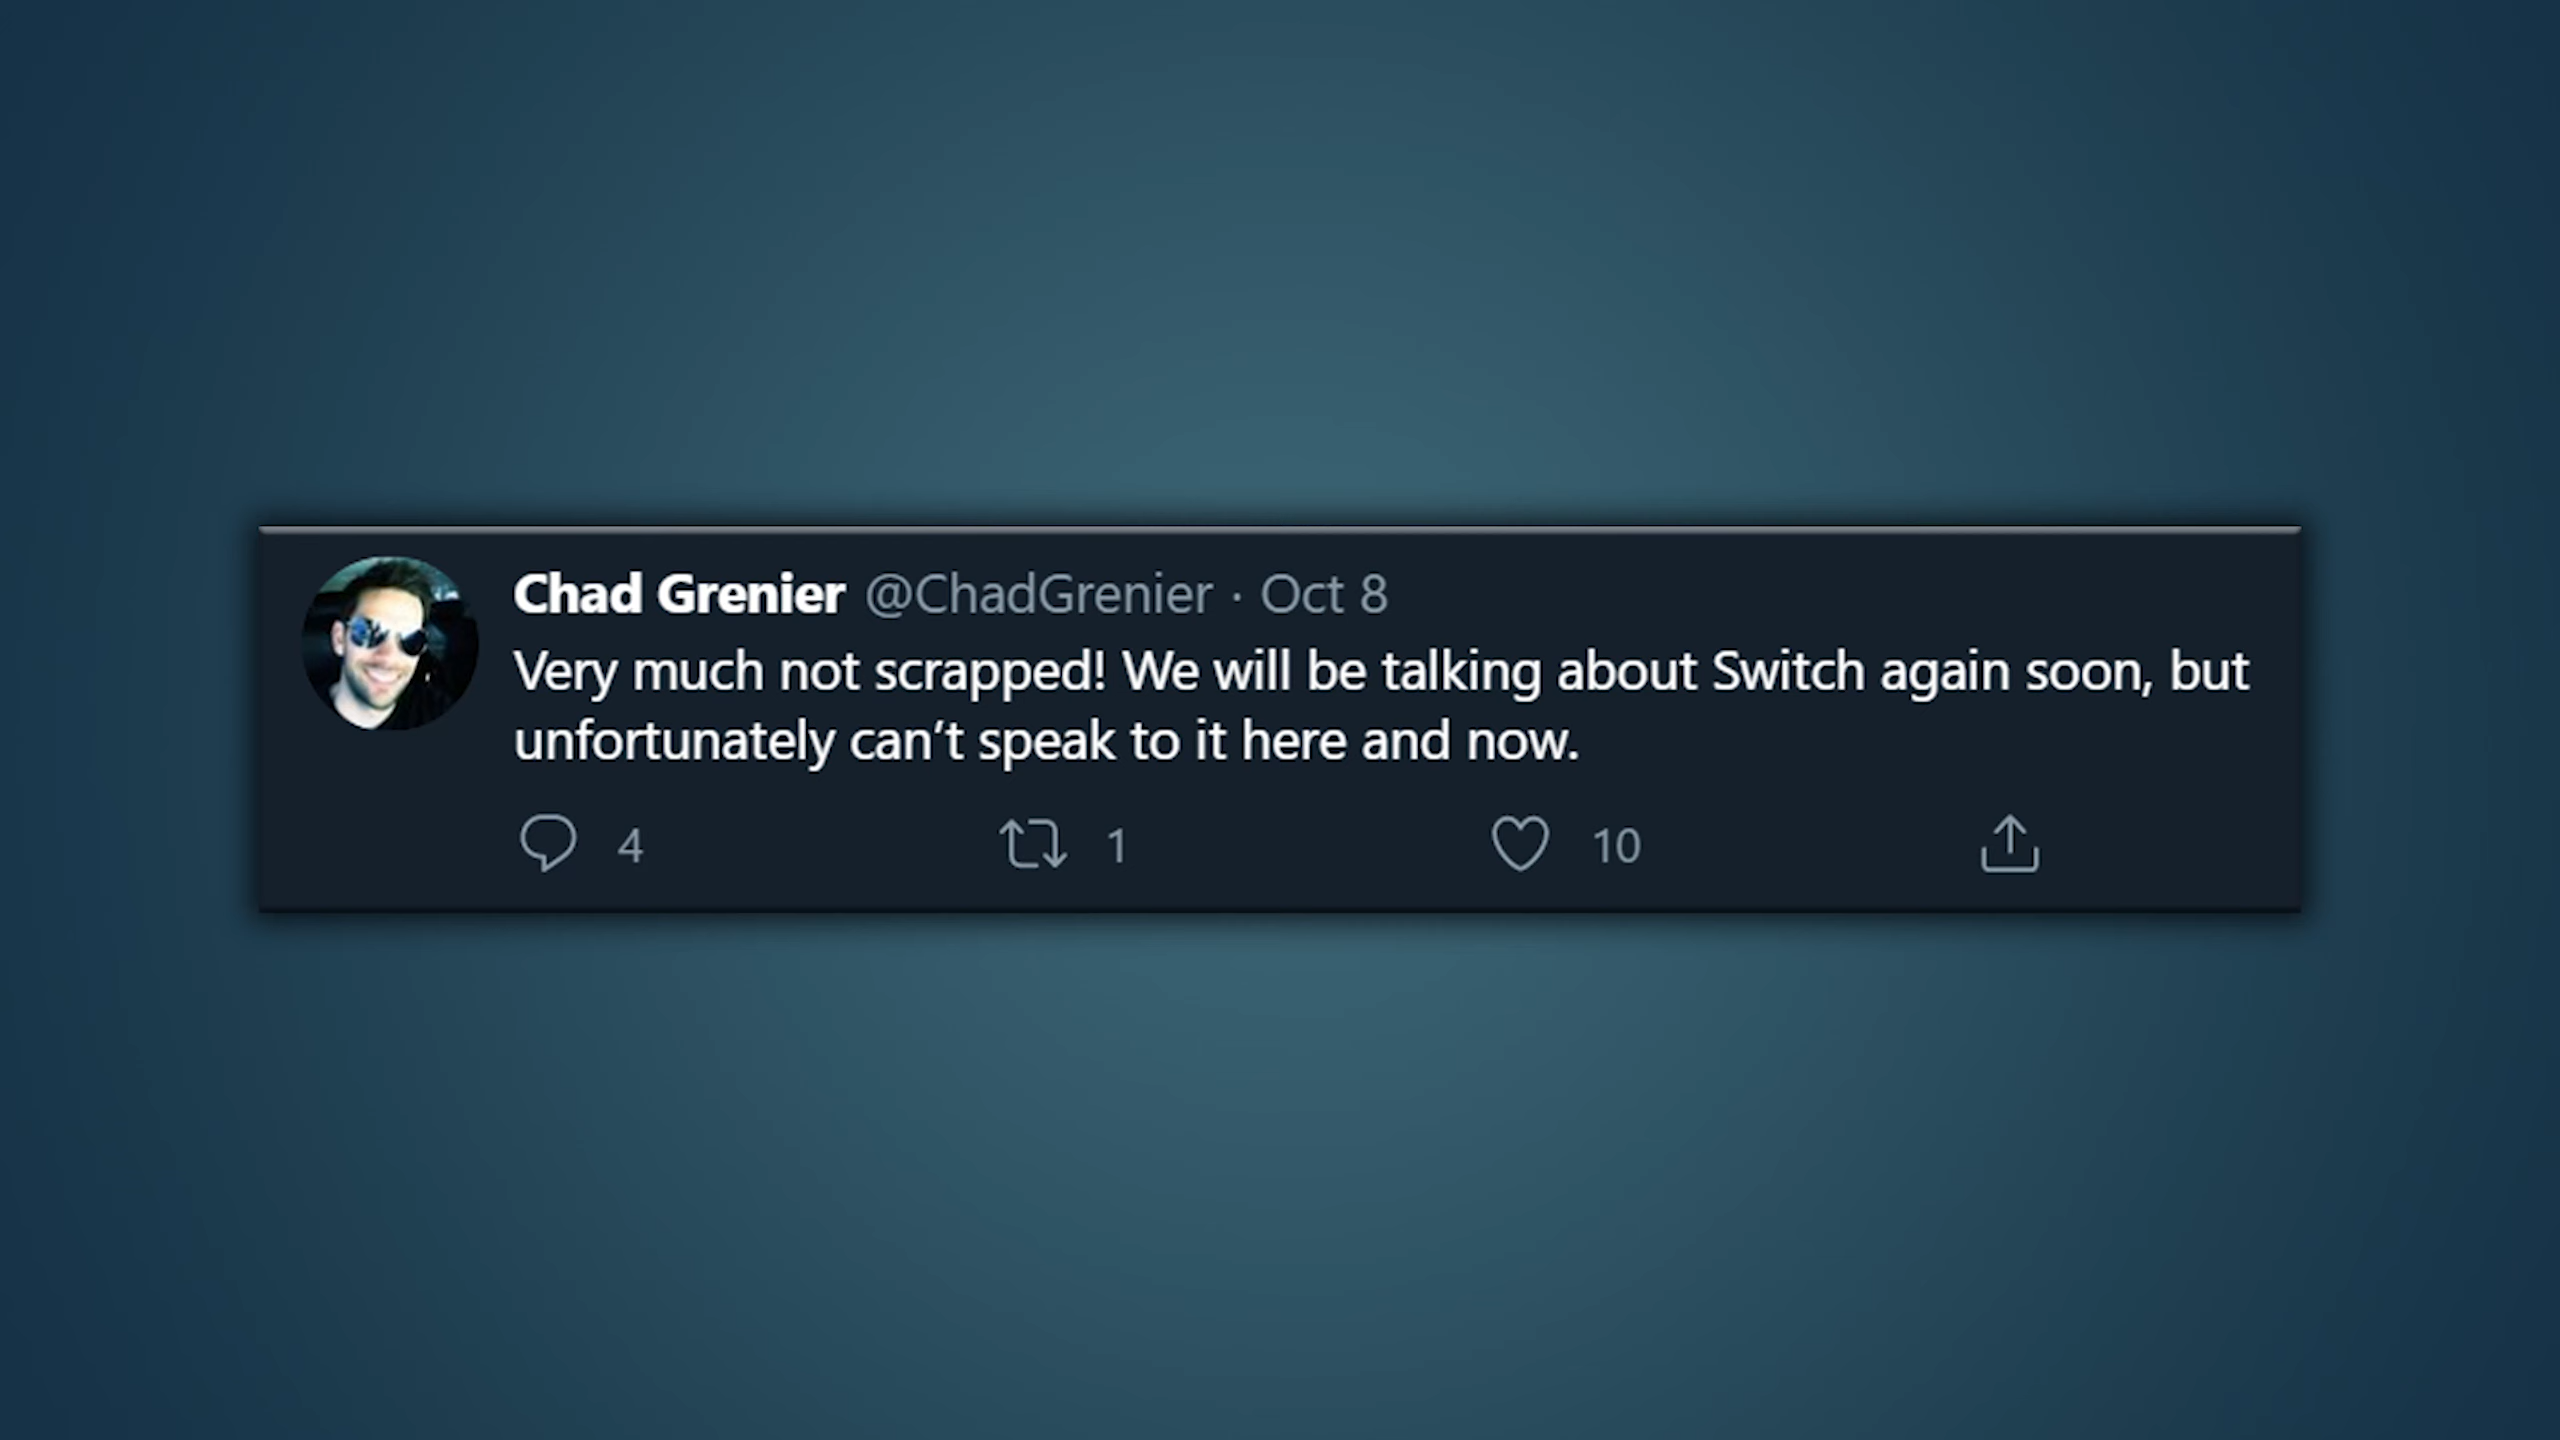 Chad Grenier @ChadGrenier · Oct 8
Very much not scrapped! We will be talking about Switch again soon, but
unfortunately can’t speak to it here and now.
4 1 10